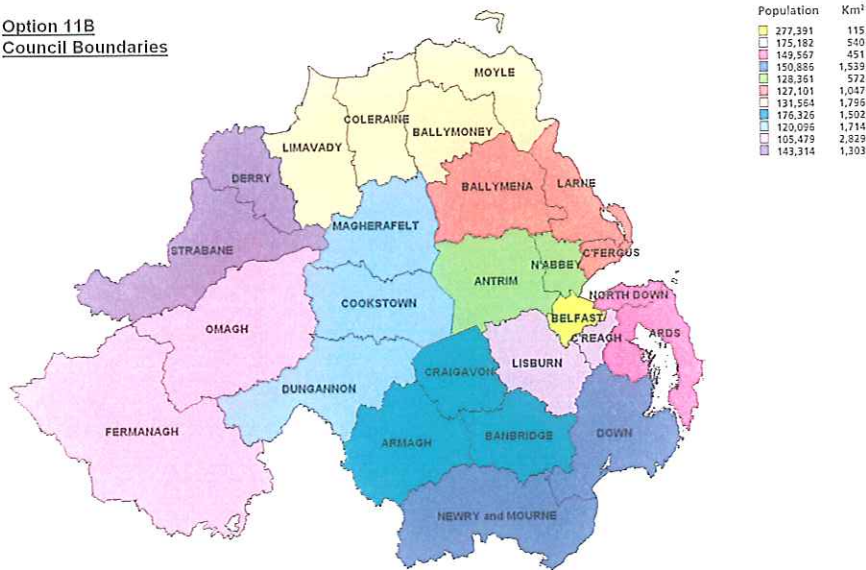 Option 11B
Council Boundaries
Population Km²
277,391 115
175,182 540
149,567 451
150,886 1,539
128,361 572
127,101 1,047
131,564 1,796
176,326 1,502
120,096 1,714
105,479 2,829
143,314 1,303
MOYLE
COLERAINE
BALLYMONEY
LIMAVADY
DERRY
BALLYMENA
LARNE
MAGHERAFELT
STRABANE
C'FERGUS
N'ABBEY
ANTRIM
NORTH DOWN
COOKSTOWN
BELFAST
OMAGH
ARDS
C'REAGH
LISBURN
CRAIGAVON
DUNGANNON
FERMANAGH
ARMAGH
BANBRIDGE
DOWN
NEWRY and MOURNE